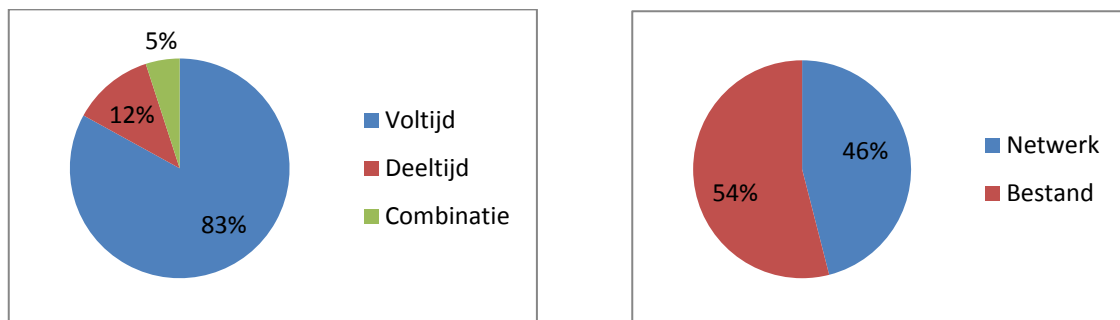 5%
12%
83%
Voltijd
Deeltijd
Combinatie
46%
54%
Netwerk
Bestand